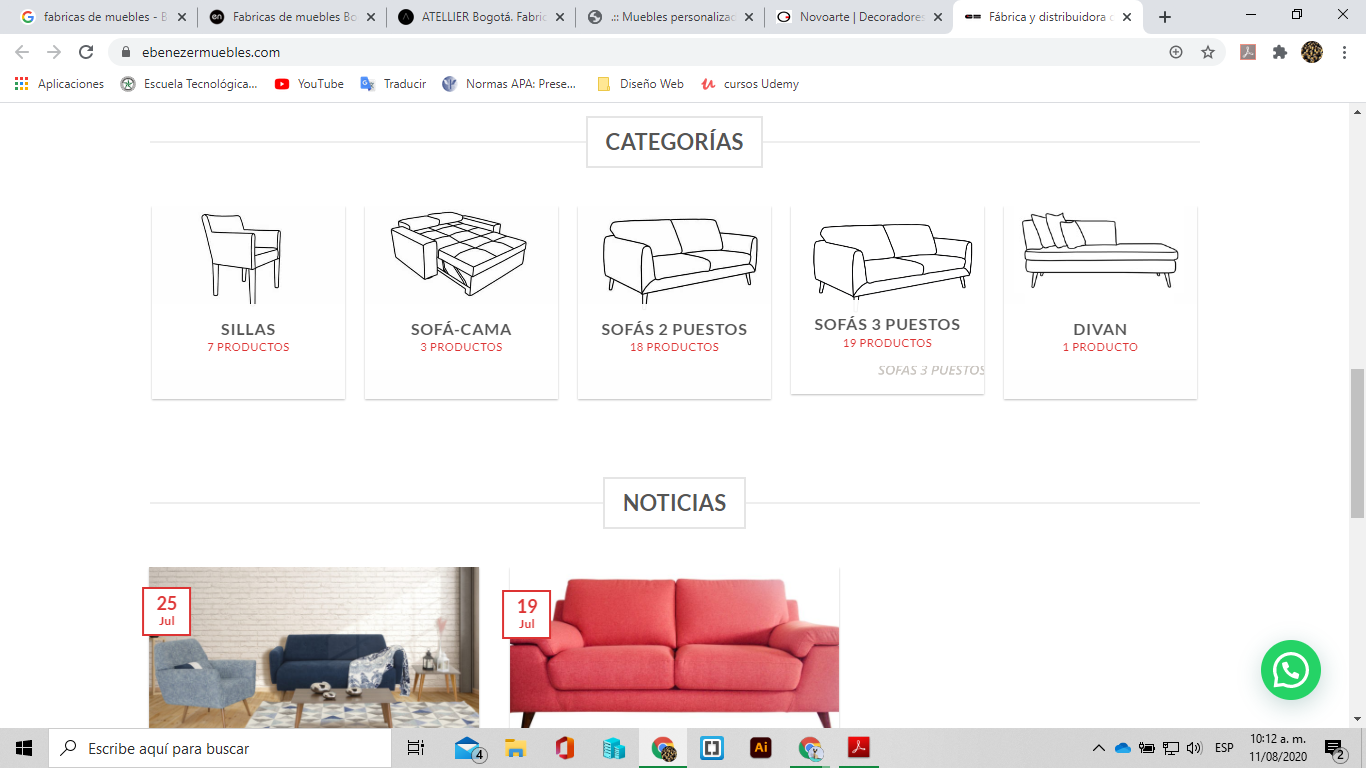 fabricas de muebles - B
Fabricas de muebles Bo
ATELLIER Bogotá. Fabric
.:: Muebles personalizad
Novoarte | Decoradores
Fábrica y distribuidora d
ebenezermuebles.com
Aplicaciones
Escuela Tecnológica...
YouTube
Traducir
Normas APA: Prese...
Diseño Web
cursos Udemy
CATEGORÍAS
SILLAS
7 PRODUCTOS
SOFÁ-CAMA
3 PRODUCTOS
SOFÁS 2 PUESTOS
18 PRODUCTOS
SOFÁS 3 PUESTOS
19 PRODUCTOS
SOFAS 3 PUESTOS
DIVAN
1 PRODUCTO
NOTICIAS
25
Jul
19
Jul
Escribe aquí para buscar
4
Ai
ESP
10:12 a. m.
11/08/2020
2